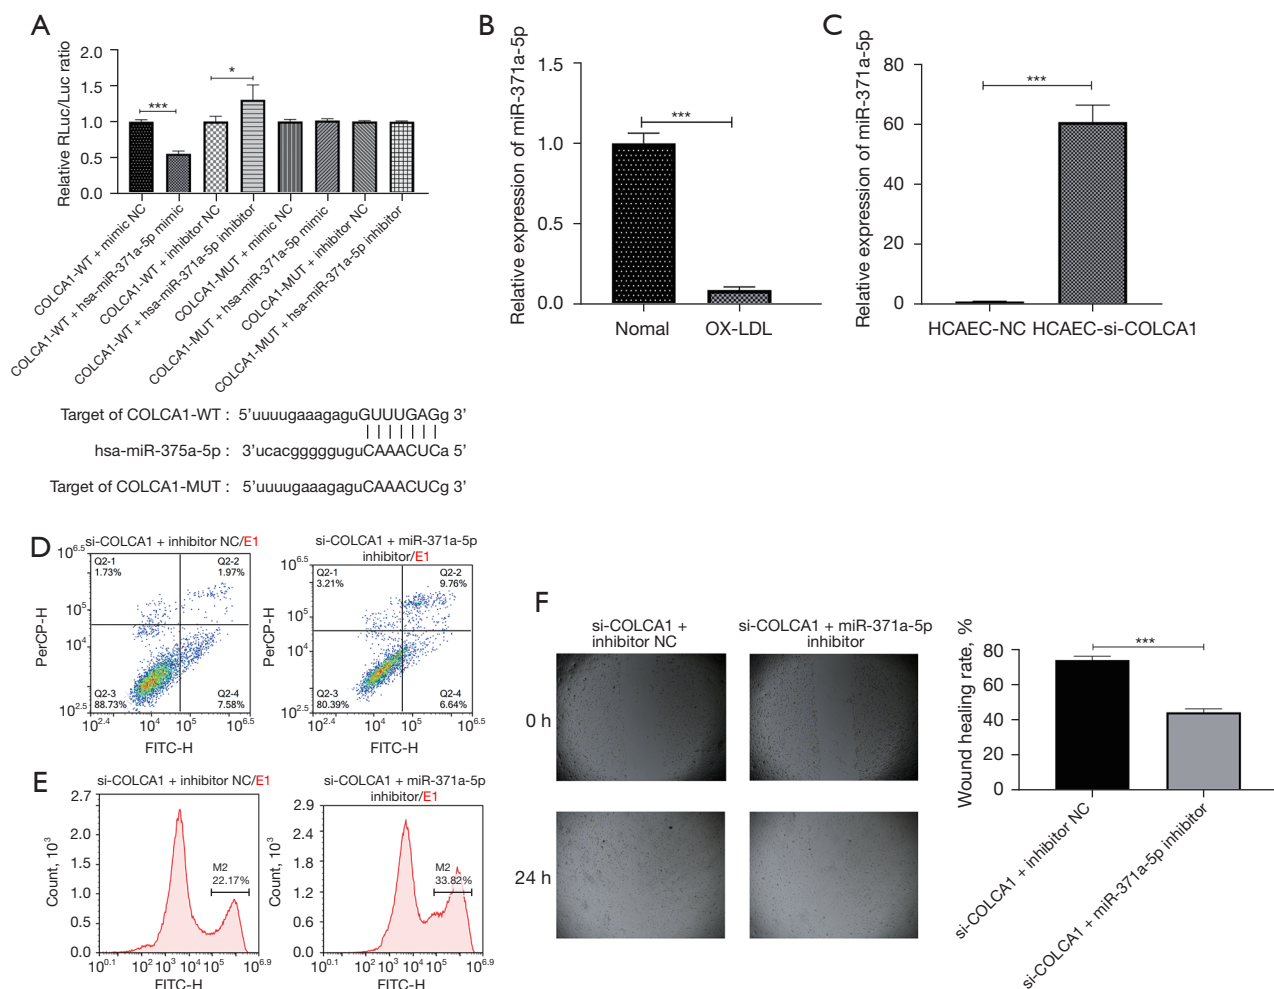 A
Relative RLuc/Luc ratio
2.0
1.5
1.0
0.5
0.0
***
*
COLCA1-WT + mimic NC
COLCA1-WT + hsa-miR-371a-5p mimic
COLCA1-WT + inhibitor NC
COLCA1-WT + hsa-miR-371a-5p inhibitor
COLCA1-MUT + mimic NC
COLCA1-MUT + hsa-miR-371a-5p mimic
COLCA1-MUT + inhibitor NC
COLCA1-MUT + hsa-miR-371a-5p inhibitor
Target of COLCA1-WT : 5'uuuugaaagaguGUUUGAGg 3'
hsa-miR-375a-5p : 3'ucacgggggugu​CAAACUCa 5'
Target of COLCA1-MUT : 5'uuuugaaagaguCAAACUCg 3'
B
Relative expression of miR-371a-5p
1.5
1.0
0.5
0.0
***
Nomal OX-LDL
C
Relative expression of miR-371a-5p
80
60
40
20
0
***
HCAEC-NC HCAEC-si-COLCA1
D
si-COLCA1 + inhibitor NC/E1
PerCP-H
10^6.5
10^5
10^4
10^2.5
Q2-1
1.73%
Q2-2
1.97%
Q2-3
88.73%
Q2-4
7.58%
10^2.4 10^4 10^5 10^6.5
FITC-H
si-COLCA1 + miR-371a-5p
inhibitor/E1
PerCP-H
10^6.5
10^5
10^4
10^2.5
Q2-1
3.21%
Q2-2
9.76%
Q2-3
80.39%
Q2-4
6.64%
10^2.4 10^4 10^5 10^6.5
FITC-H
E
si-COLCA1 + inhibitor NC/E1
Count, 10^3
2.7
2.0
1.5
1.0
0.5
0.0
M2
22.17%
10^0.1 10^2 10^3 10^4 10^5 10^6.9
FITC-H
si-COLCA1 + miR-371a-5p
inhibitor/E1
Count, 10^3
2.9
2.4
1.8
1.2
0.6
0.0
M2
33.82%
10^0.1 10^2 10^3 10^4 10^5 10^6.9
FITC-H
F
si-COLCA1 +
inhibitor NC
si-COLCA1 + miR-371a-5p
inhibitor
0 h
24 h
Wound healing rate, %
80
60
40
20
0
***
si-COLCA1 + inhibitor NC
si-COLCA1 + miR-371a-5p inhibitor